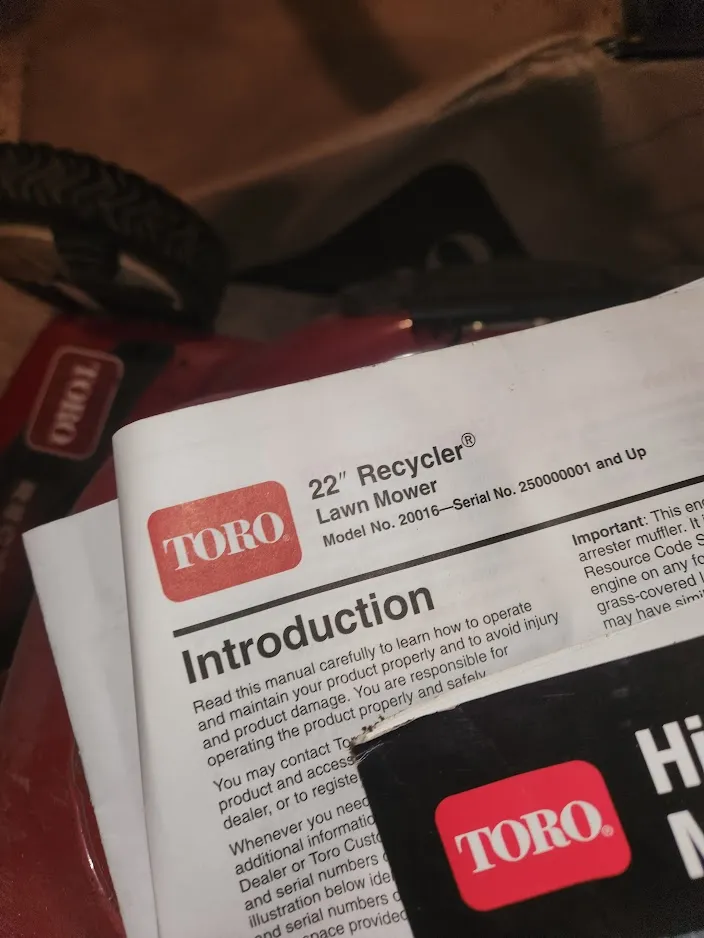 TORO
TORO
22" Recycler®
Lawn Mower
Model No. 20016—Serial No. 250000001 and Up
Introduction
Read this manual carefully to learn how to operate
and maintain your product properly and to avoid injury
and product damage. You are responsible for
operating the product properly and safely
You may contact To
product and access
dealer, or to registe
Whenever you need
additional informatio
Dealer or Toro Custo
and serial numbers
illustration below ide
and serial numbers
space provided
Important: This en
arrester muffler. It
Resource Code S
engine on any fo
grass-covered
may have simil
TORO®
Hi